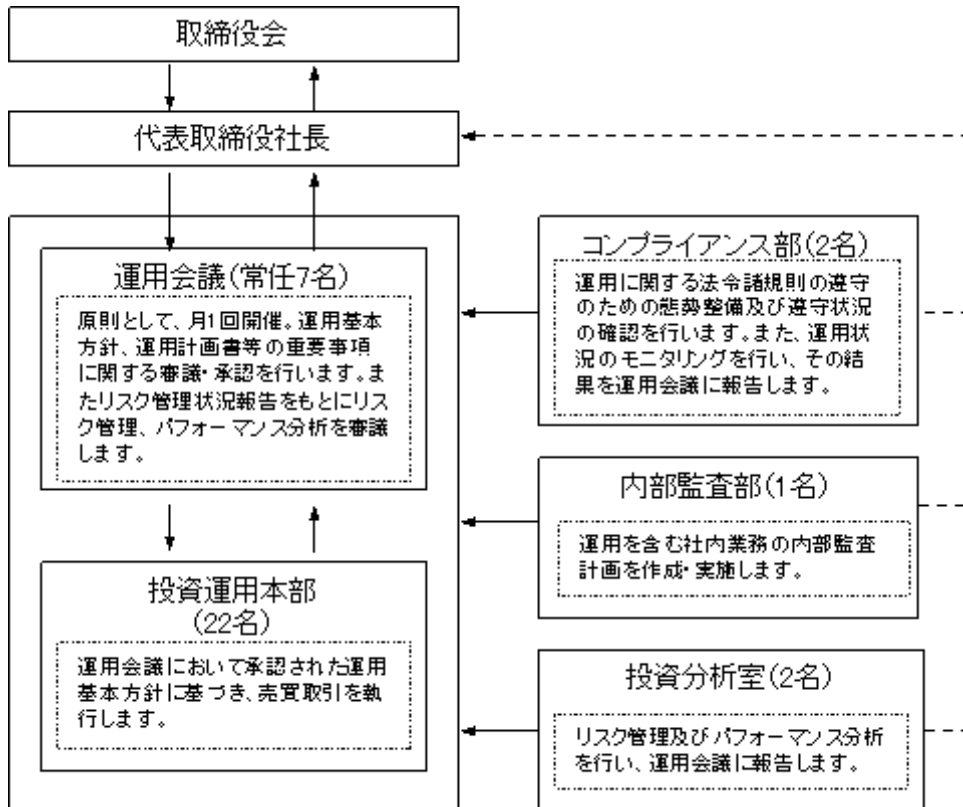 取締役会
代表取締役社長
運用会議(常任7名)
原則として、月1回開催。運用基本
方針、運用計画書等の重要事項
に関する審議・承認を行います。ま
たリスク管理状況報告をもとにリス
ク管理、パフォーマンス分析を審議
します。
投資運用本部
(22名)
運用会議において承認された運用
基本方針に基づき、売買取引を執
行します。
コンプライアンス部(2名)
運用に関する法令諸規則の遵守
のための態勢整備及び遵守状況
の確認を行います。また、運用状
況のモニタリングを行い、その結
果を運用会議に報告します。
内部監査部(1名)
運用を含む社内業務の内部監査
計画を作成・実施します。
投資分析室(2名)
リスク管理及びパフォーマンス分析
を行い、運用会議に報告します。